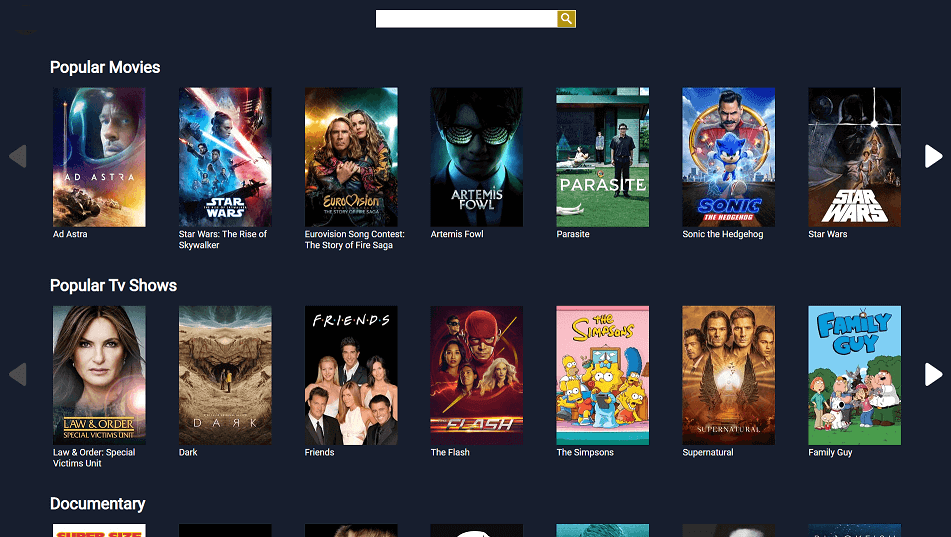 Popular Movies
AD ASTRA
STAR
THE RISE OF SKYWALKER
WARS
EUROVISION
THE STORY OF FIRE SAGA
ARTEMIS
FOWL
PARASITE
SONIC
THE HEDGEHOG
STAR
WARS
Ad Astra
Star Wars: The Rise of
Skywalker
Eurovision Song Contest:
The Story of Fire Saga
Artemis Fowl
Parasite
Sonic the Hedgehog
Star Wars
Popular Tv Shows
LAW & ORDER
SPECIAL VICTIMS UNIT
DARK
F·R·I·E·N·D·S
FLASH
THE
SIMPSONS
SUPERNATURAL
FAMILY
GUY
Law & Order: Special
Victims Unit
Dark
Friends
The Flash
The Simpsons
Supernatural
Family Guy
Documentary
SUPER SIZE